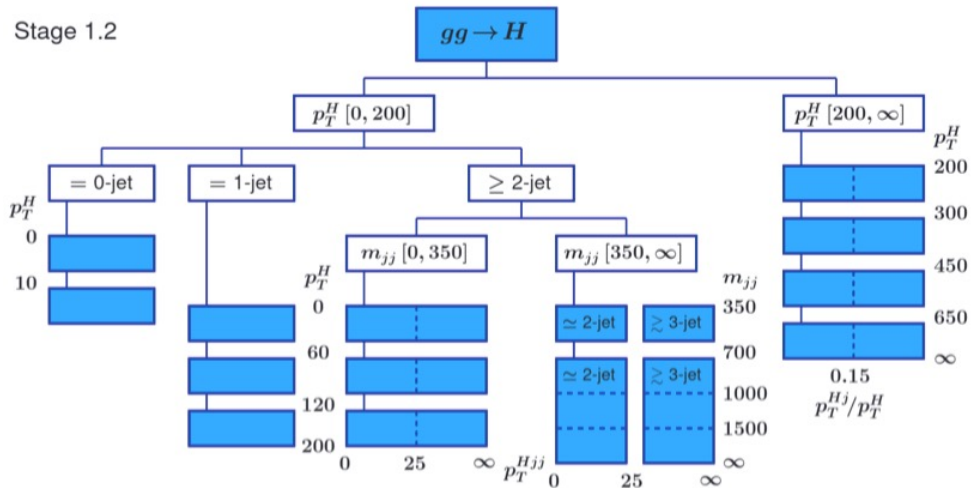 Stage 1.2
gg → H
p_T^H [0, 200]
p_T^H [200, ∞]
= 0-jet
= 1-jet
≥ 2-jet
p_T^H
0
10
m_jj [0, 350]
m_jj [350, ∞]
p_T^H
0
60
120
200
0 25 ∞
m_jj
350
≃ 2-jet
≳ 3-jet
700
≃ 2-jet
≳ 3-jet
1000
1500
∞
p_T^Hjj
0 25 ∞
p_T^H
200
300
450
650
∞
0.15
p_T^Hj/p_T^H